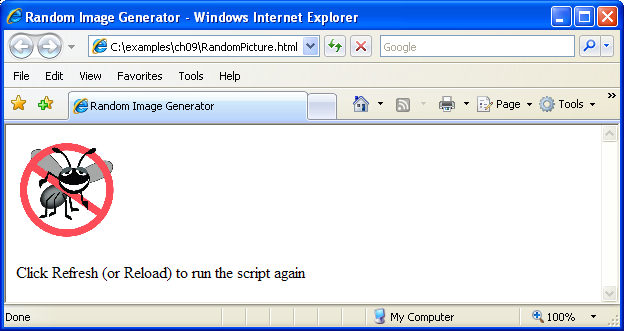 Random Image Generator - Windows Internet Explorer
C:\examples\ch09\RandomPicture.html
Google
File Edit View Favorites Tools Help
Random Image Generator
Page Tools »
Click Refresh (or Reload) to run the script again
Done My Computer 100%